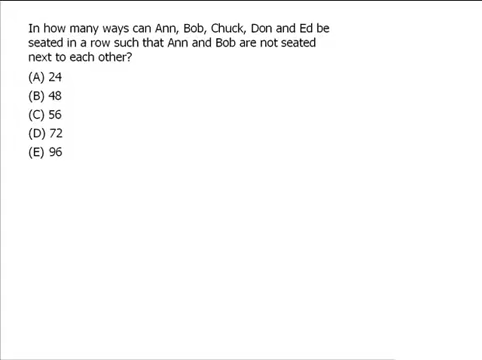 In how many ways can Ann, Bob, Chuck, Don and Ed be
seated in a row such that Ann and Bob are not seated
next to each other?
(A) 24
(B) 48
(C) 56
(D) 72
(E) 96